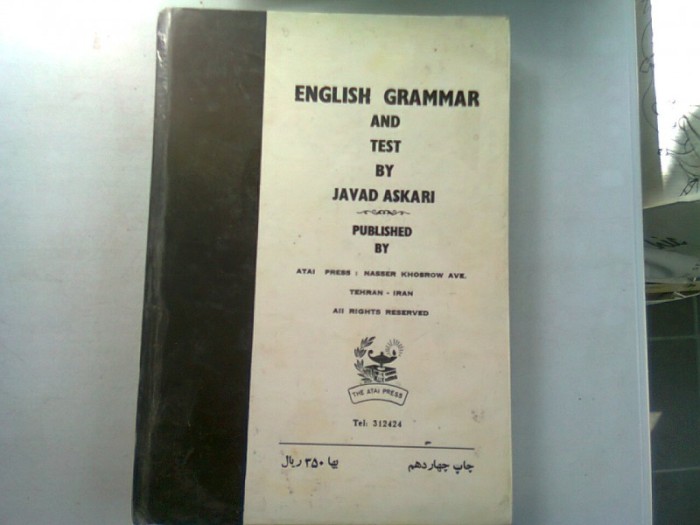 ENGLISH GRAMMAR
AND
TEST
BY
JAVAD ASKARI
PUBLISHED
BY
ATAI PRESS : NASSER KHOSROW AVE.
TEHRAN - IRAN
All RIGHTS RESERVED
THE ATAI PRESS
Tel: 312424
چاپ چهاردهم بها ۳۵۰ ریال